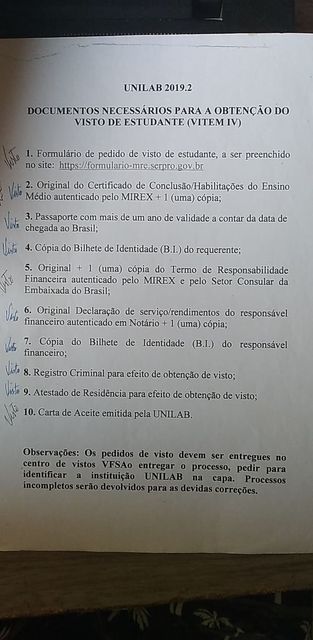 UNILAB 2019.2
DOCUMENTOS NECESSÁRIOS PARA A OBTENÇÃO DO
VISTO DE ESTUDANTE (VITEM IV)
Visto 1. Formulário de pedido de visto de estudante, a ser preenchido
no site: https://formulario-mre.serpro.gov.br
Visto 2. Original do Certificado de Conclusão/Habilitações do Ensino
Médio autenticado pelo MIREX + 1 (uma) cópia;
Visto 3. Passaporte com mais de um ano de validade a contar da data de
chegada ao Brasil;
Visto 4. Cópia do Bilhete de Identidade (B.I.) do requerente;
Visto 5. Original + 1 (uma) cópia do Termo de Responsabilidade
Financeira autenticado pelo MIREX e pelo Setor Consular da
Embaixada do Brasil;
Visto 6. Original Declaração de serviço/rendimentos do responsável
financeiro autenticado em Notário + 1 (uma) cópia;
Visto 7. Cópia do Bilhete de Identidade (B.I.) do responsável
financeiro;
Visto 8. Registro Criminal para efeito de obtenção de visto;
Visto 9. Atestado de Residência para efeito de obtenção de visto;
Visto 10. Carta de Aceite emitida pela UNILAB.
Observações: Os pedidos de visto devem ser entregues no
centro de vistos VFSAo entregar o processo, pedir para
identificar a instituição UNILAB na capa. Processos
incompletos serão devolvidos para as devidas correções.